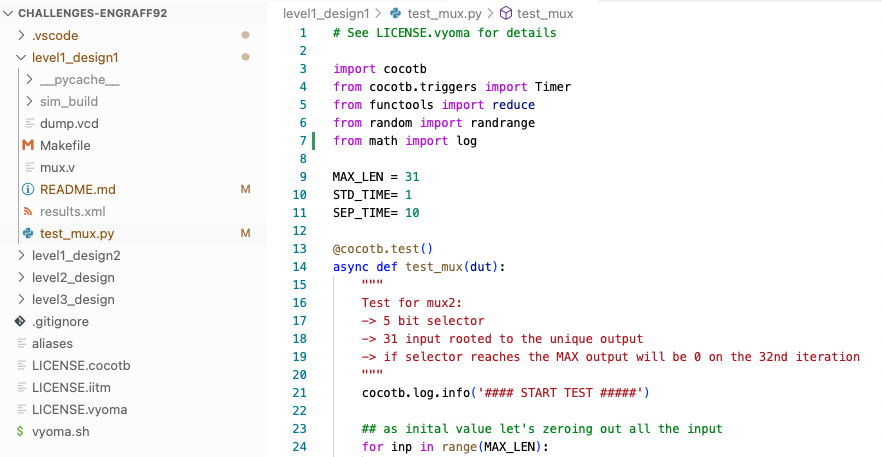 CHALLENGES-ENGRAFF92
.vscode
level1_design1
__pycache__
sim_build
dump.vcd
Makefile
mux.v
README.md M
results.xml
test_mux.py M
level1_design2
level2_design
level3_design
.gitignore
aliases
LICENSE.cocotb
LICENSE.iitm
LICENSE.vyoma
vyoma.sh
level1_design1 > test_mux.py > test_mux
1 # See LICENSE.vyoma for details
2
3 import cocotb
4 from cocotb.triggers import Timer
5 from functools import reduce
6 from random import randrange
7 from math import log
8
9 MAX_LEN = 31
10 STD_TIME= 1
11 SEP_TIME= 10
12
13 @cocotb.test()
14 async def test_mux(dut):
15 """
16 Test for mux2:
17 -> 5 bit selector
18 -> 31 input rooted to the unique output
19 -> if selector reaches the MAX output will be 0 on the 32nd iteration
20 """
21 cocotb.log.info('#### START TEST #####')
22
23 ## as inital value let's zeroing out all the input
24 for inp in range(MAX_LEN):